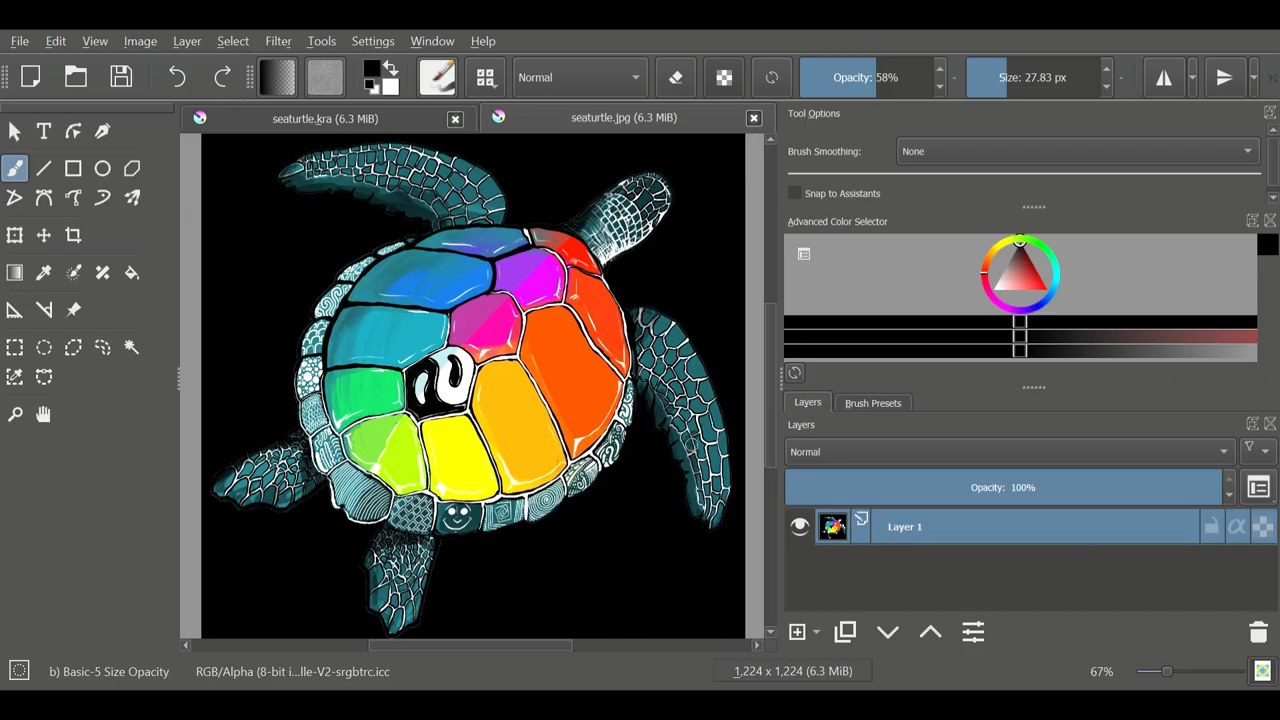 File Edit View Image Layer Select Filter Tools Settings Window Help
Normal Opacity: 58% Size: 27.83 px
seaturtle.kra (6.3 MiB) seaturtle.jpg (6.3 MiB)
Tool Options
Brush Smoothing: None
Snap to Assistants
Advanced Color Selector
Layers Brush Presets
Layers
Normal
Opacity: 100%
Layer 1
b) Basic-5 Size Opacity RGB/Alpha (8-bit i...lle-V2-srgbtrc.icc 1,224 x 1,224 (6.3 MiB) 67%